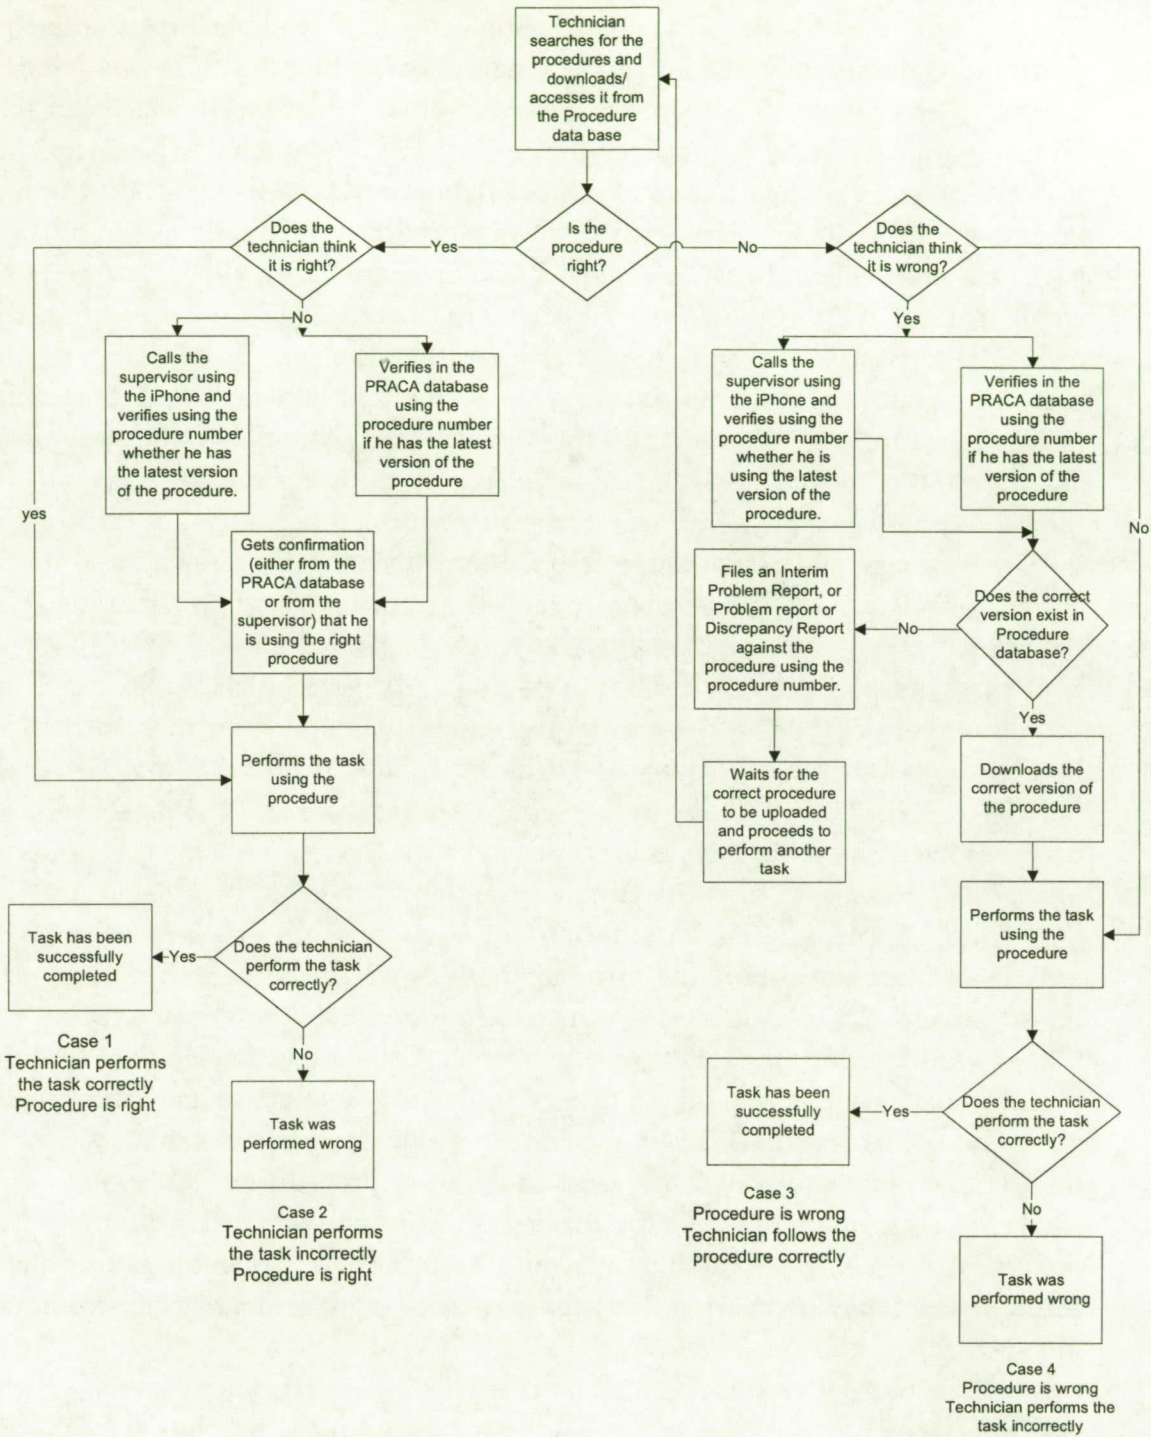 Technician
searches for the
procedures and
downloads/
accesses it from
the Procedure
data base
Does the
technician think
it is right?
Yes
Is the
procedure
right?
No
Does the
technician think
it is wrong?
No
Yes
Calls the
supervisor using
the iPhone and
verifies using the
procedure number
whether he has
the latest version
of the procedure.
Verifies in the
PRACA database
using the
procedure number
if he has the latest
version of the
procedure
Calls the
supervisor using
the iPhone and
verifies using the
procedure number
whether he is
using the latest
version of the
procedure.
Verifies in the
PRACA database
using the
procedure number
if he has the latest
version of the
procedure
yes
No
Gets confirmation
(either from the
PRACA database
or from the
supervisor) that he
is using the right
procedure
Files an Interim
Problem Report, or
Problem report or
Discrepancy Report
against the
procedure using the
procedure number.
No
Does the correct
version exist in
Procedure
database?
Yes
Performs the task
using the
procedure
Waits for the
correct procedure
to be uploaded
and proceeds to
perform another
task
Downloads the
correct version of
the procedure
Task has been
successfully
completed
Yes
Does the technician
perform the task
correctly?
Performs the task
using the
procedure
Case 1
Technician performs
the task correctly
Procedure is right
No
Task was
performed wrong
Task has been
successfully
completed
Yes
Does the technician
perform the task
correctly?
Case 2
Technician performs
the task incorrectly
Procedure is right
Case 3
Procedure is wrong
Technician follows the
procedure correctly
No
Task was
performed wrong
Case 4
Procedure is wrong
Technician performs the
task incorrectly